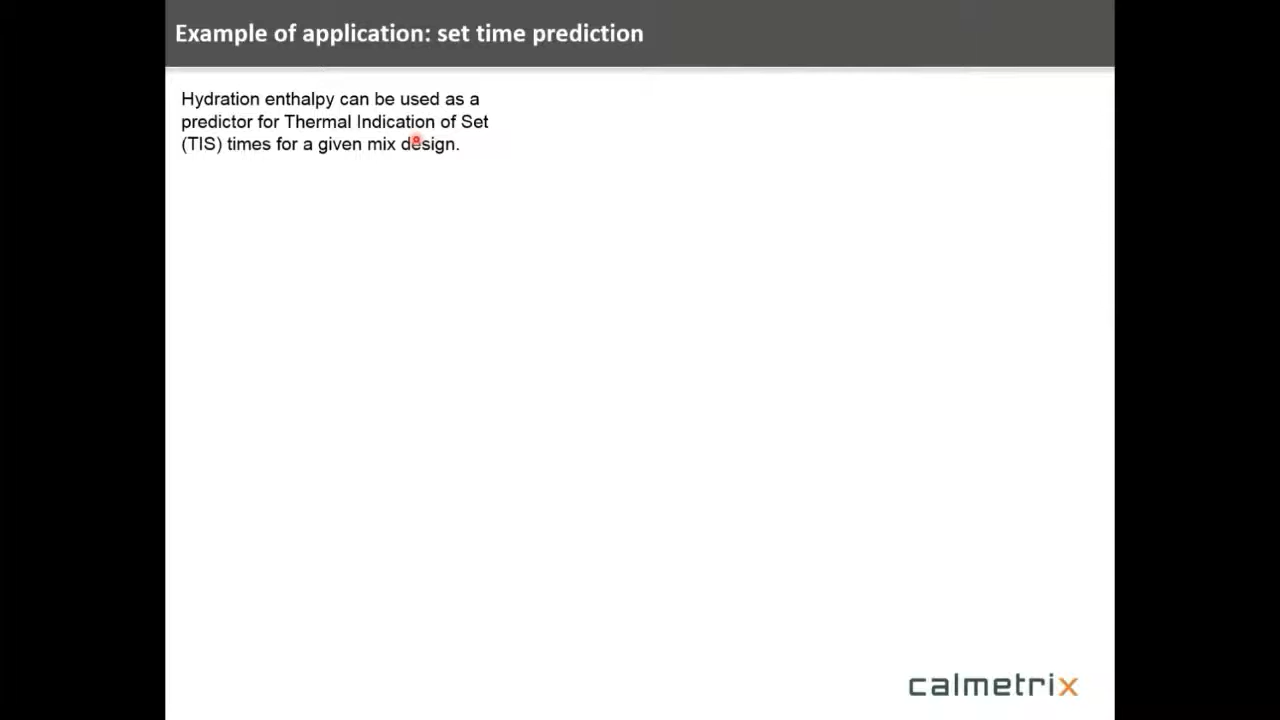 Example of application: set time prediction
Hydration enthalpy can be used as a
predictor for Thermal Indication of Set
(TIS) times for a given mix design.
calmetrix